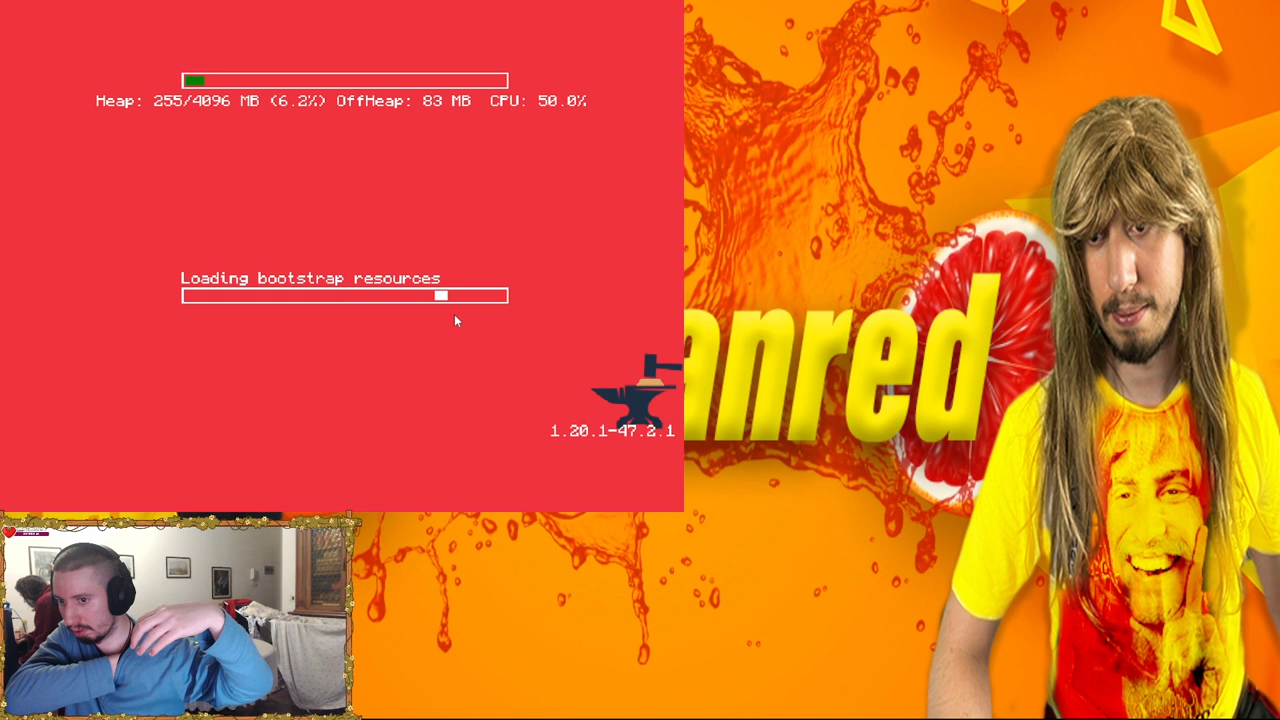 Heap: 255/4096 MB (6.2%) OffHeap: 83 MB  CPU: 50.0%
Loading bootstrap resources
anred
1.20.1-47.2.1